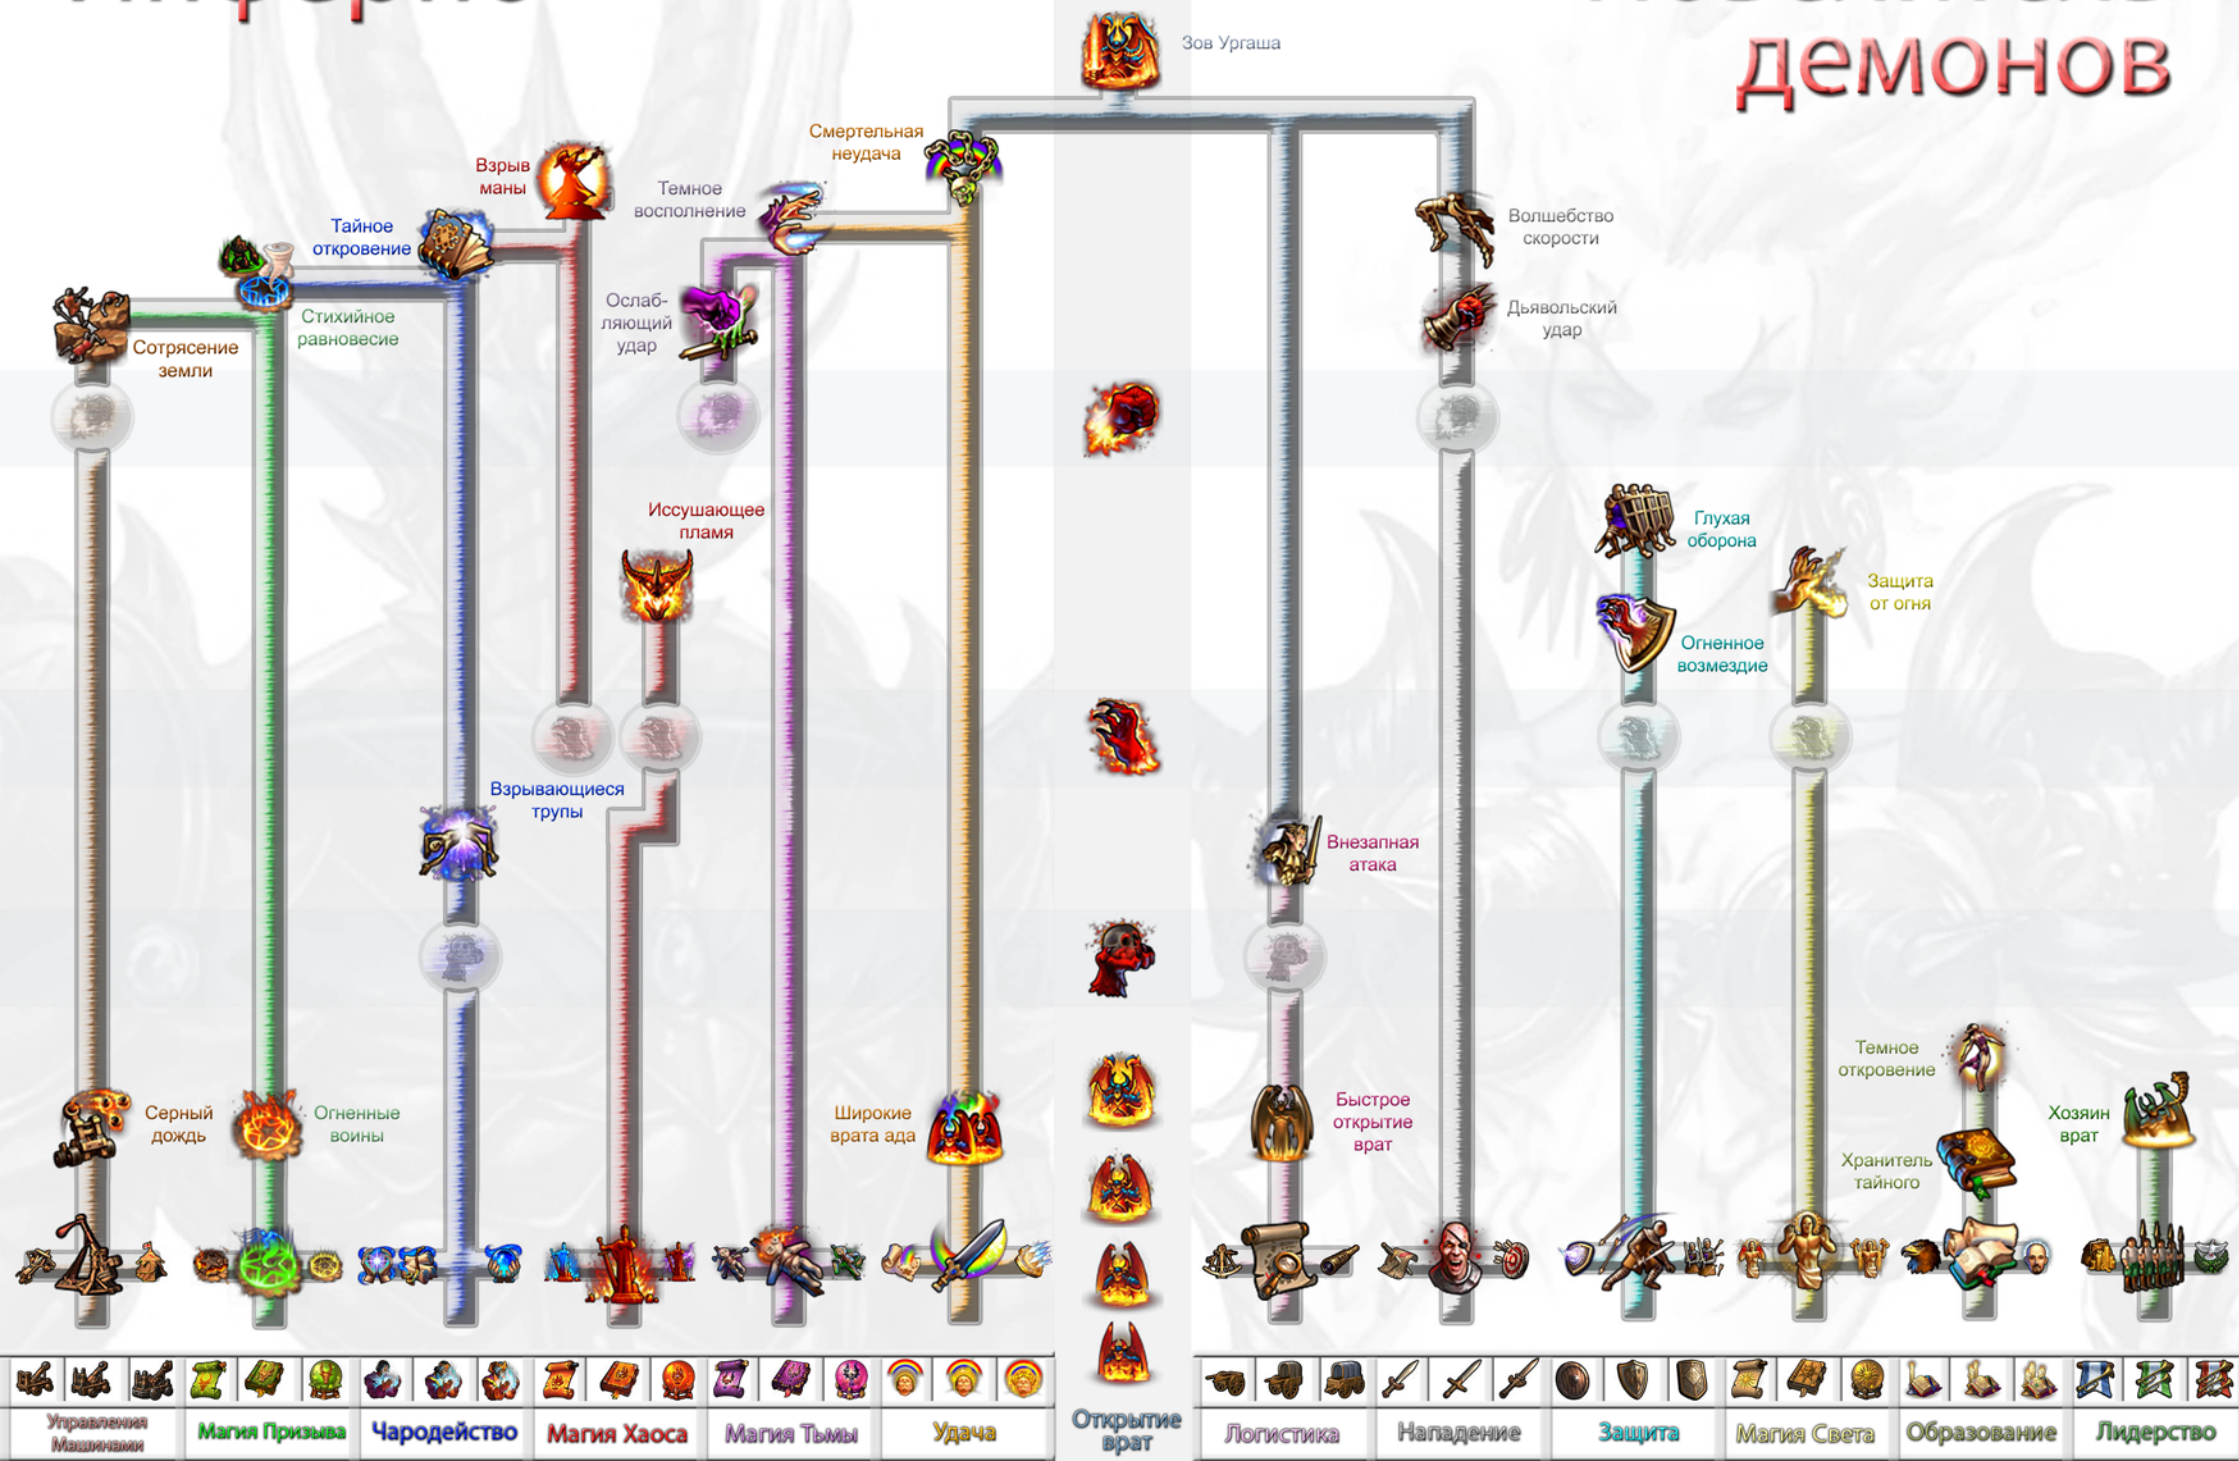 демонов
Зов Ургаша
Смертельная
неудача
Взрыв
маны
Темное
восполнение
Тайное
откровение
Волшебство
скорости
Ослаб-
ляющий
удар
Дьявольский
удар
Стихийное
равновесие
Сотрясение
земли
Иссушающее
пламя
Глухая
оборона
Защита
от огня
Огненное
возмездие
Взрывающиеся
трупы
Внезапная
атака
Темное
откровение
Быстрое
открытие
врат
Серный
дождь
Огненные
воины
Широкие
врата ада
Хозяин
врат
Хранитель
тайного
Управления
Машинами
Магия Призыва
Чародейство
Магия Хаоса
Магия Тьмы
Удача
Открытие
врат
Логистика
Нападение
Защита
Магия Света
Образование
Лидерство